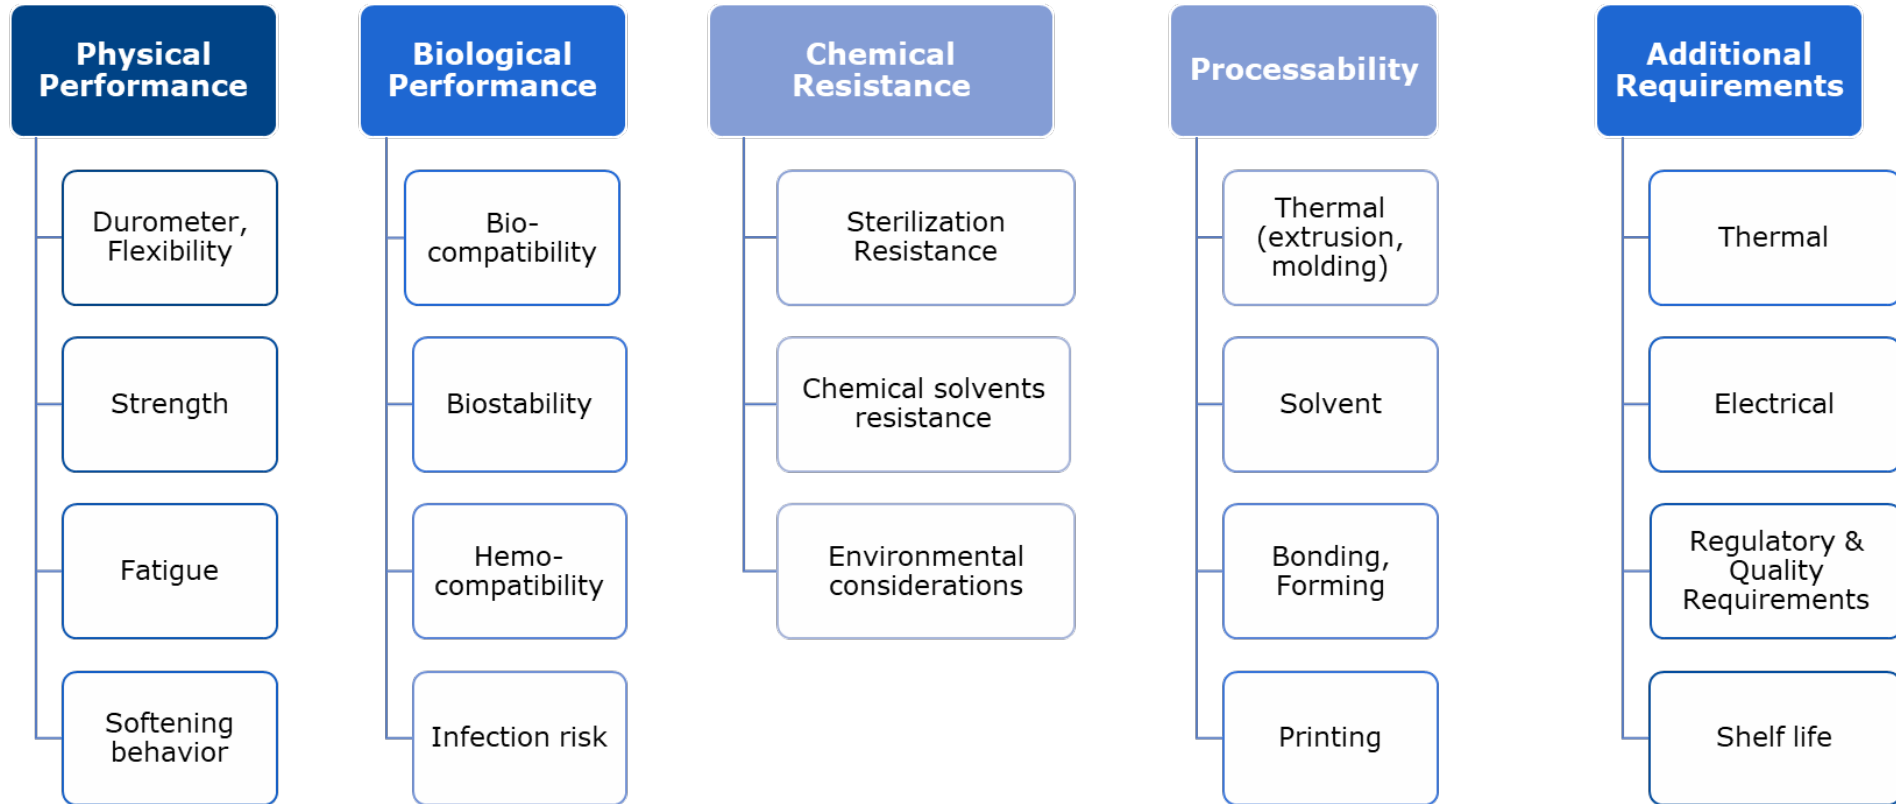 Physical
Performance
Durometer,
Flexibility
Strength
Fatigue
Softening
behavior
Biological
Performance
Bio-
compatibility
Biostability
Hemo-
compatibility
Infection risk
Chemical
Resistance
Sterilization
Resistance
Chemical solvents
resistance
Environmental
considerations
Processability
Thermal
(extrusion,
molding)
Solvent
Bonding,
Forming
Printing
Additional
Requirements
Thermal
Electrical
Regulatory &
Quality
Requirements
Shelf life